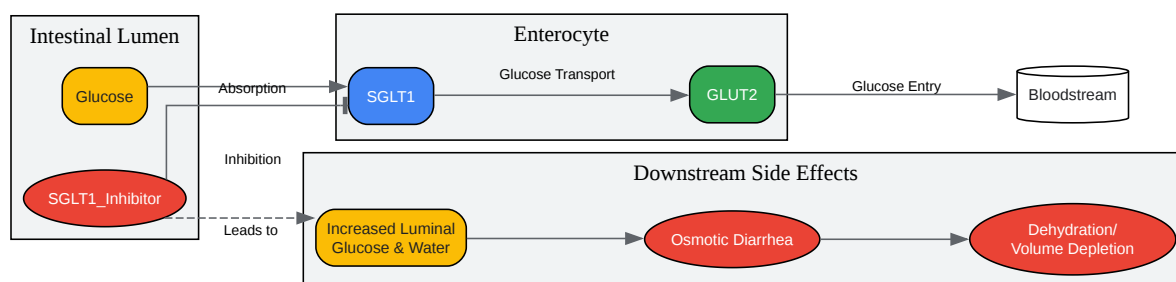 Intestinal Lumen
Enterocyte
Glucose
Absorption
SGLT1
Glucose Transport
GLUT2
Glucose Entry
Bloodstream
Inhibition
SGLT1_Inhibitor
Leads to
Downstream Side Effects
Increased Luminal
Glucose & Water
Osmotic Diarrhea
Dehydration/
Volume Depletion